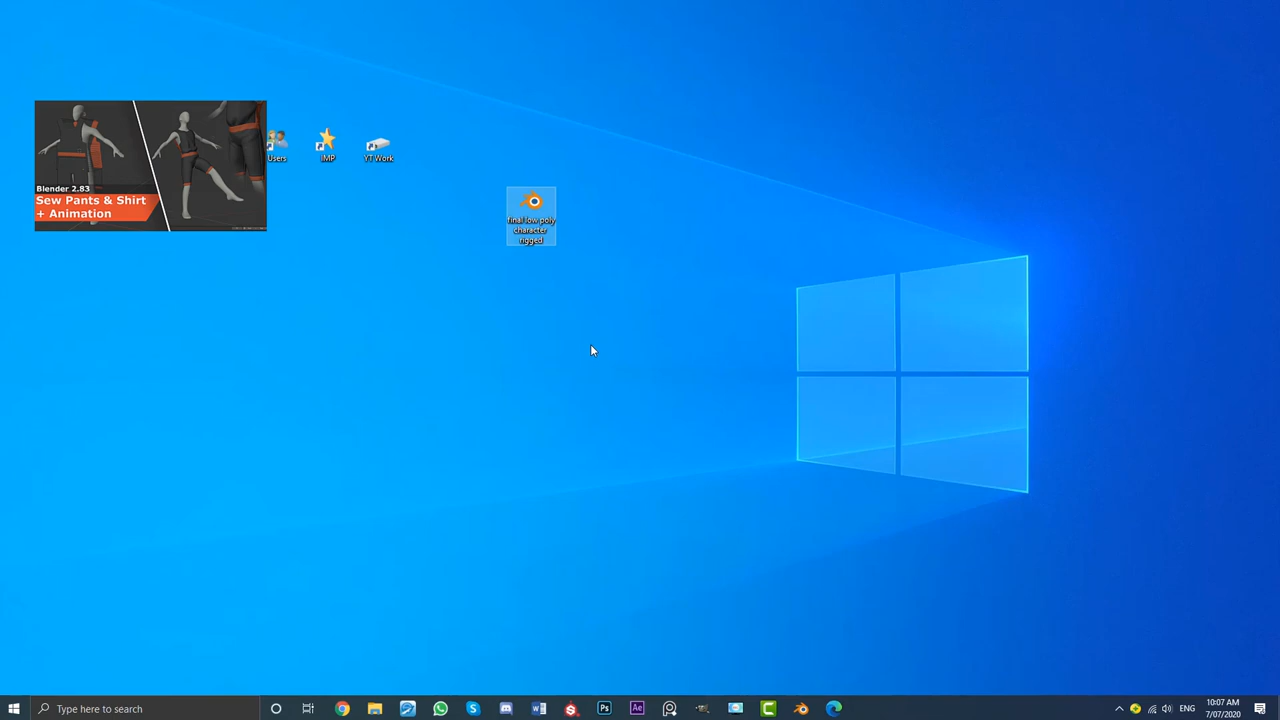 Blender 2.83
Sew Pants & Shirt
+ Animation
Users
IMP
YT Work
final low poly
character
rigged
Type here to search
ENG
10:07 AM
7/07/2020